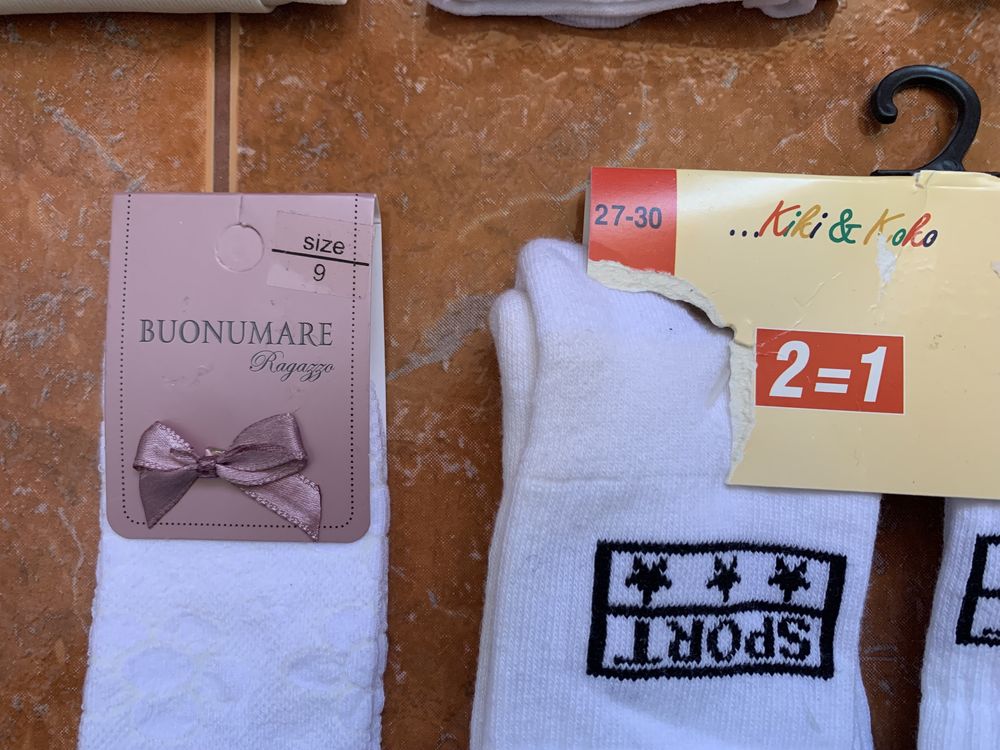 size
9
BUONUMARE
Ragazzo
27-30
...Kiki & Koko
2=1
SPORT